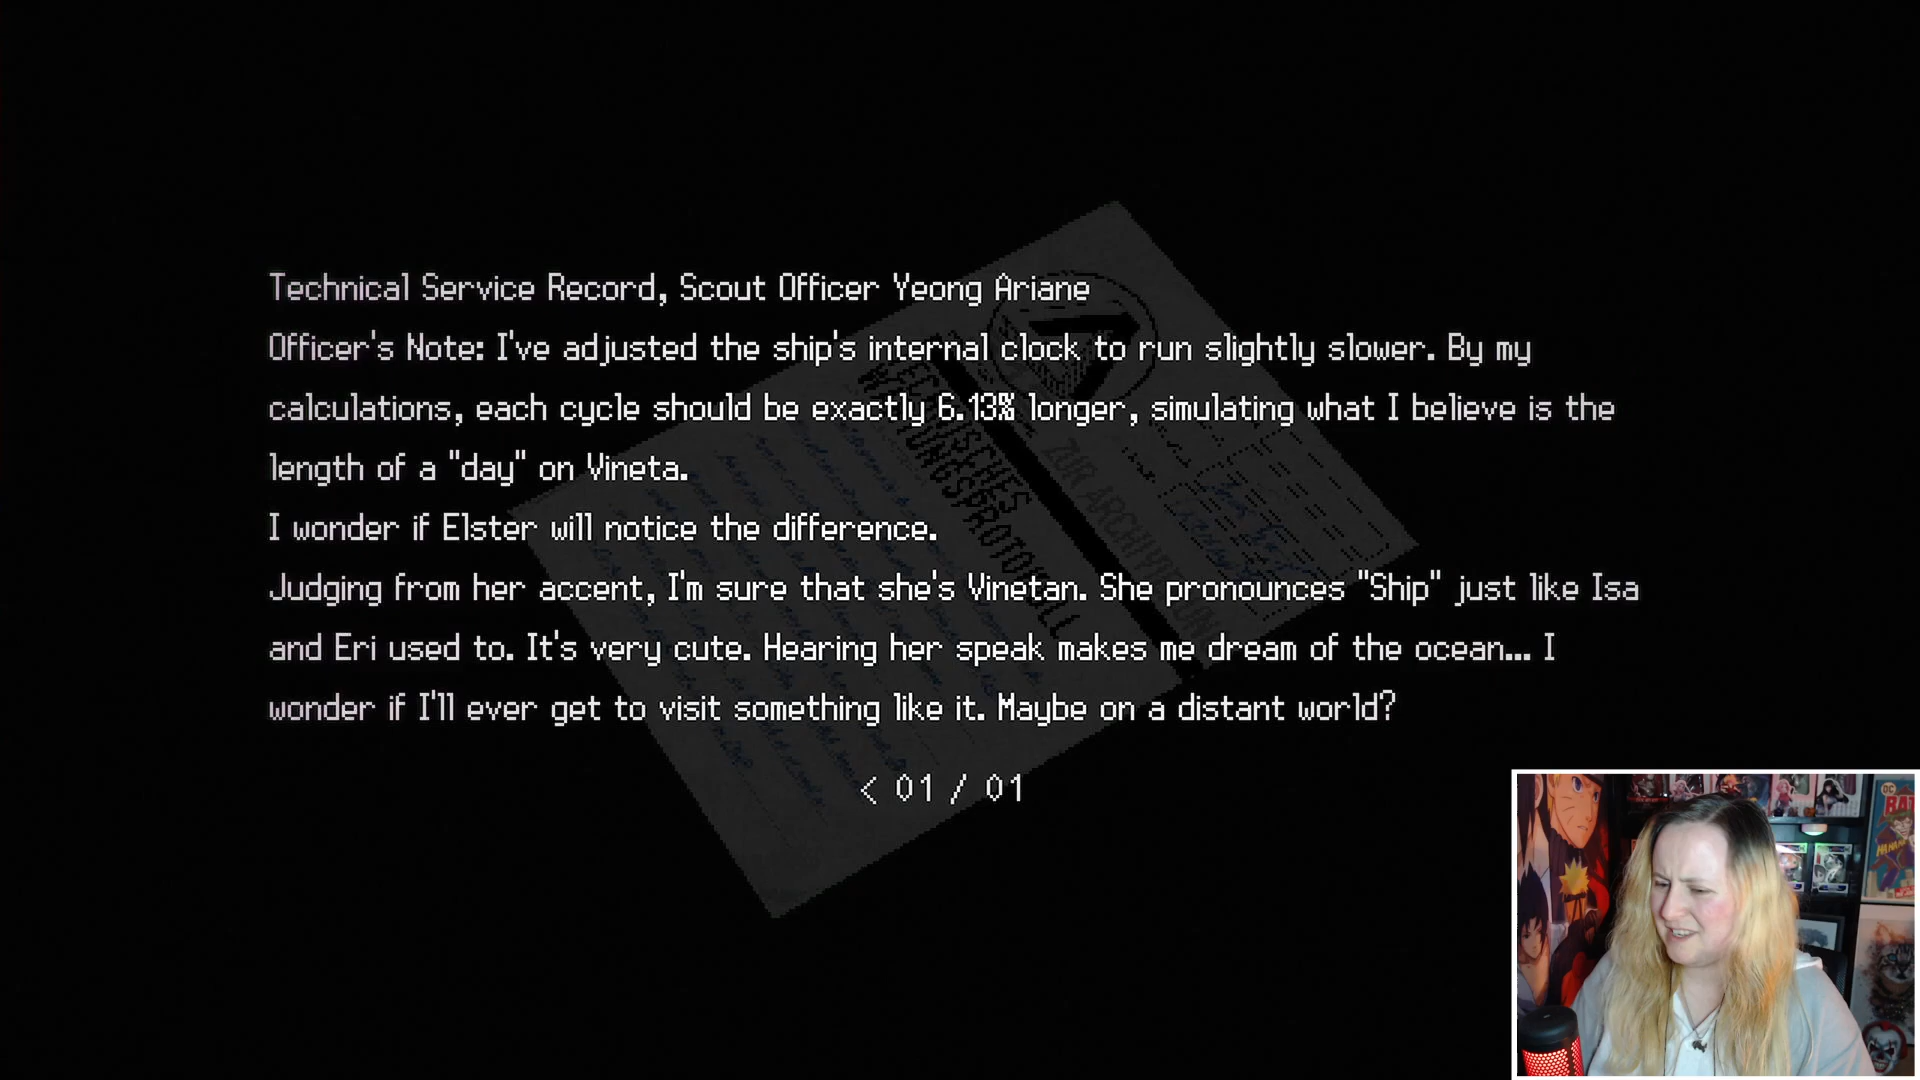 Technical Service Record, Scout Officer Yeong Ariane
Officer's Note: I've adjusted the ship's internal clock to run slightly slower. By my
calculations, each cycle should be exactly 6.13% longer, simulating what I believe is the
length of a "day" on Vineta.
I wonder if Elster will notice the difference.
Judging from her accent, I'm sure that she's Vinetan. She pronounces "Ship" just like Isa
and Eri used to. It's very cute. Hearing her speak makes me dream of the ocean... I
wonder if I'll ever get to visit something like it. Maybe on a distant world?
< 01 / 01
ZUR ARCHIVIERUNG
DC